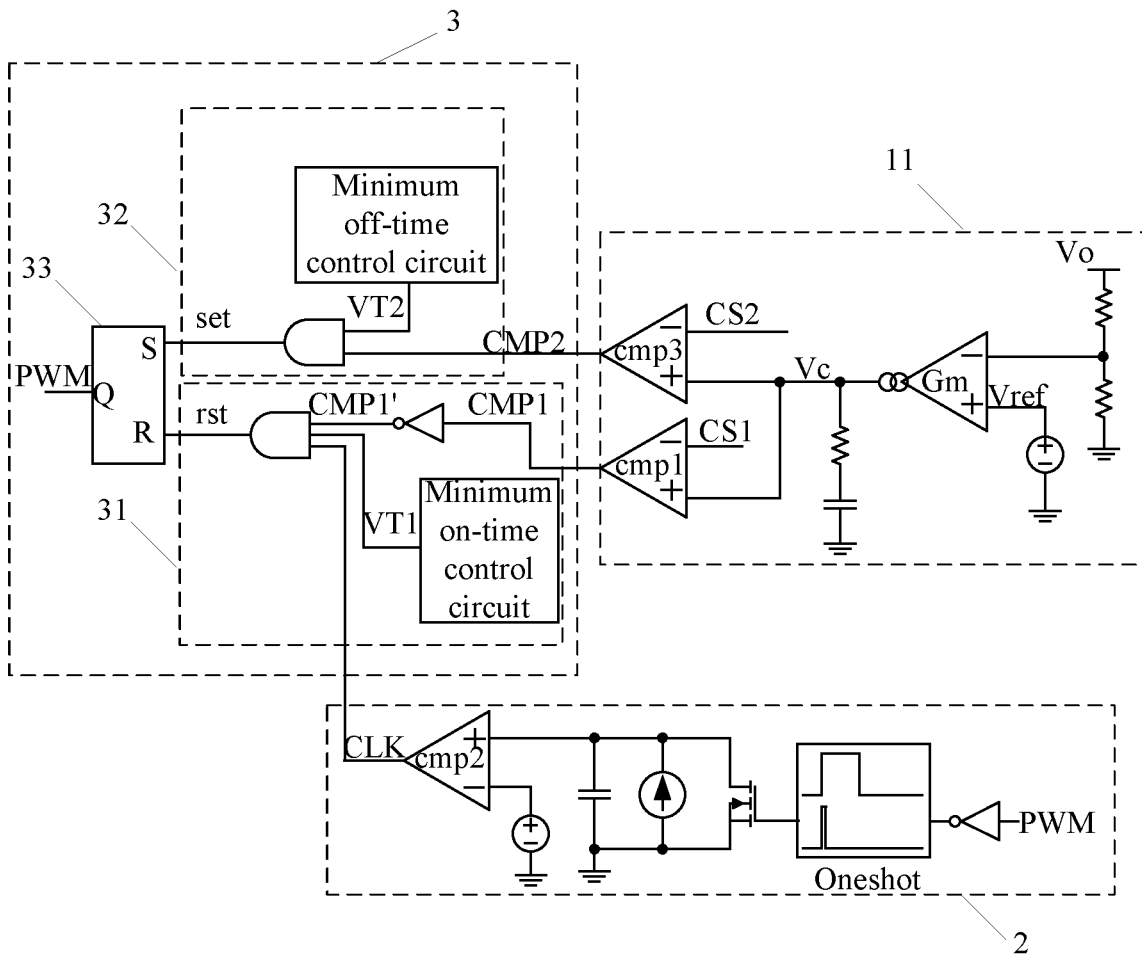 3
11
Minimum
off-time
control circuit
32
33
VT2
set
S
CMP2
cmp3
−
+
CS2
Vo
Vc
Gm
−
+
Vref
+
−
PWM
Q
R
rst
CMP1'
CMP1
cmp1
−
+
CS1
31
VT1
Minimum
on-time
control
circuit
CLK
cmp2
+
−
+
−
PWM
Oneshot
2